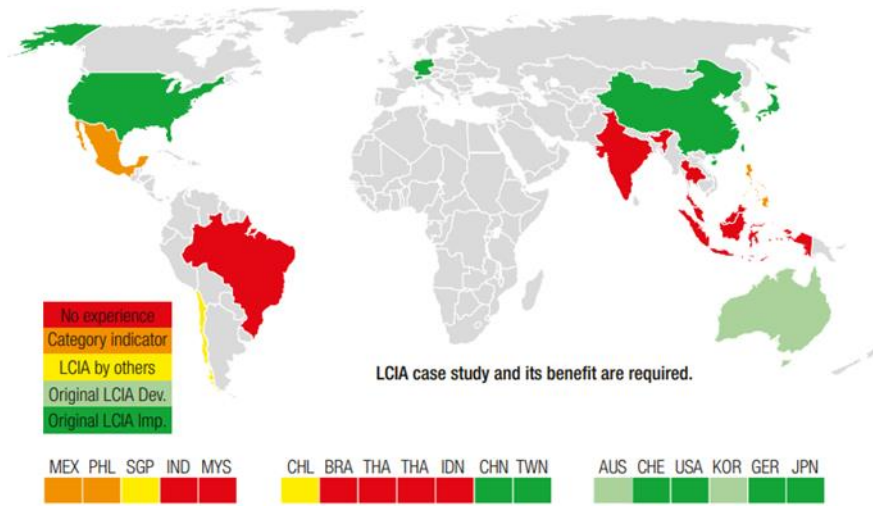 No experience
Category indicator
LCIA by others
Original LCIA Dev.
Original LCIA Imp.
LCIA case study and its benefit are required.
MEX PHL SGP IND MYS
CHL BRA THA THA IDN CHN TWN
AUS CHE USA KOR GER JPN